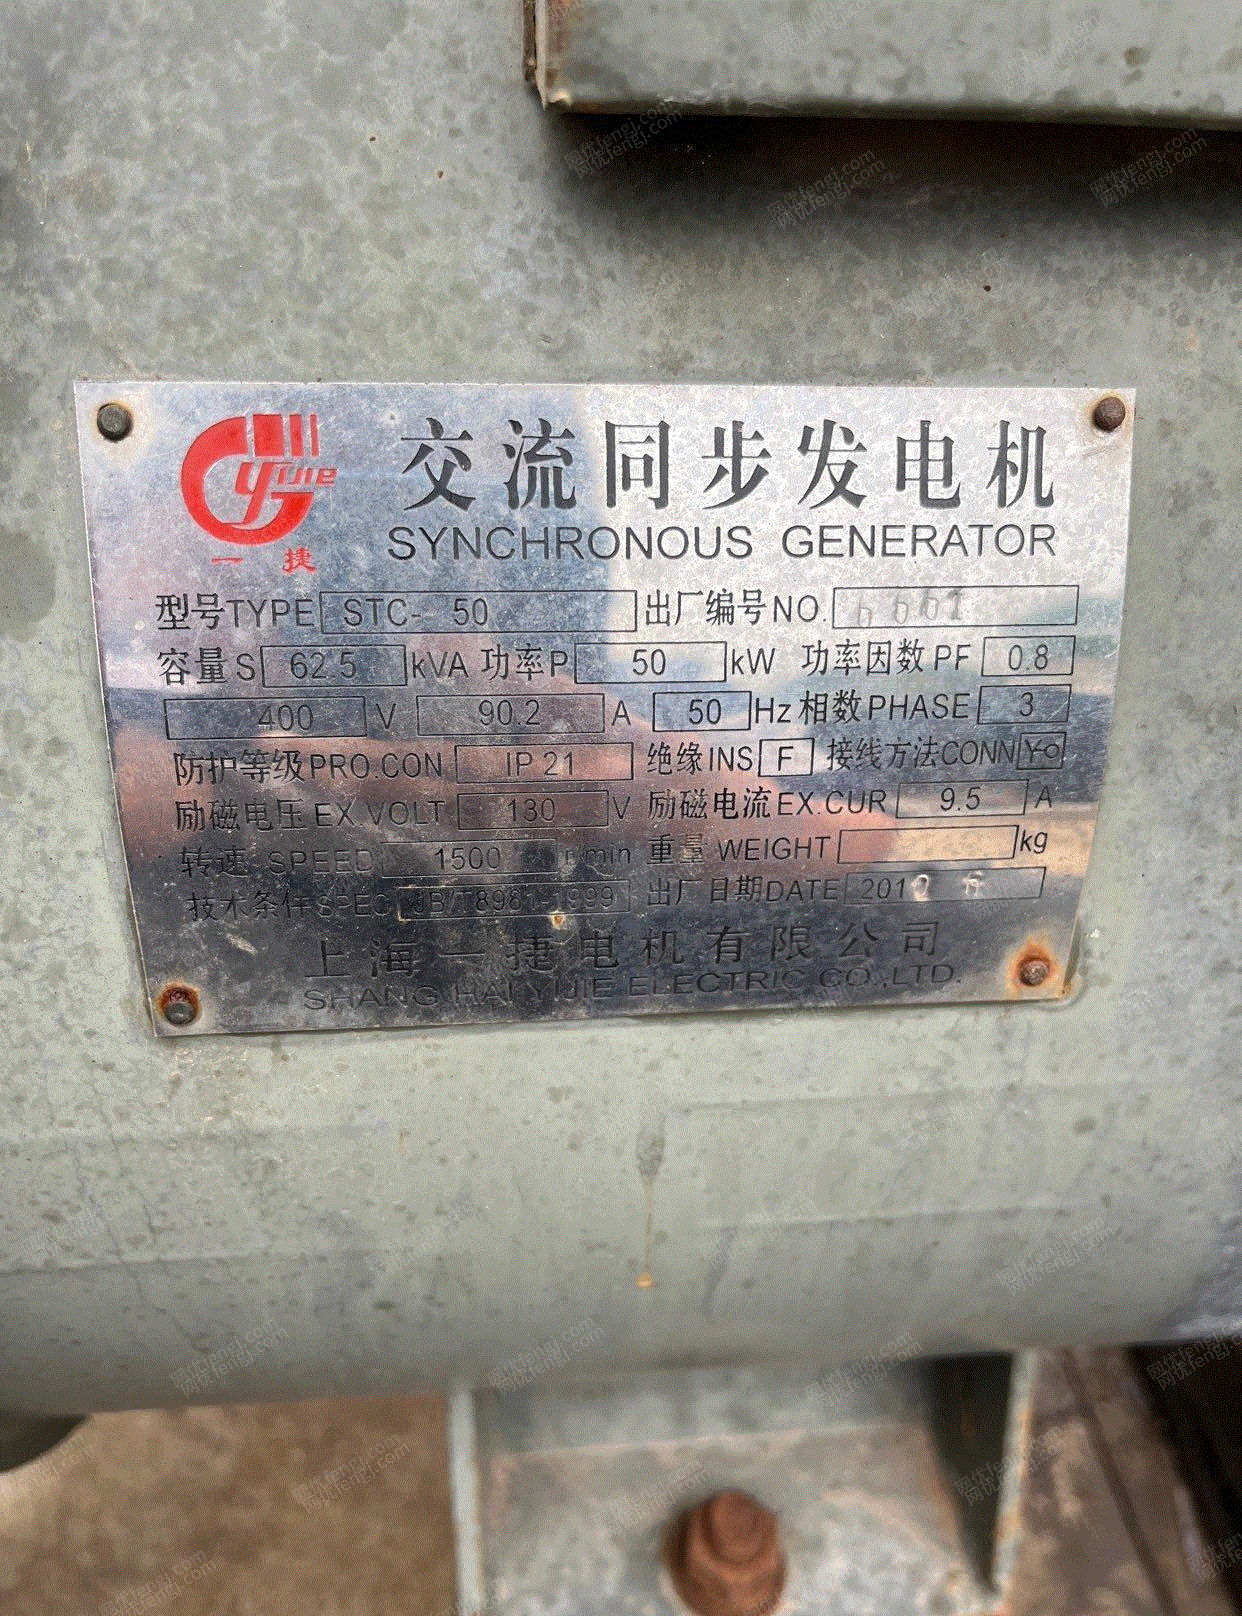 yijie
一捷
交流同步发电机
SYNCHRONOUS GENERATOR
型号TYPE STC- 50 出厂编号NO.
容量S 62.5 kVA 功率P 50 kW 功率因数PF 0.8
400 V 90.2 A 50 Hz 相数PHASE 3
防护等级PRO.CON IP 21 绝缘INS F 接线方法CONN Yo
励磁电压EX.VOLT 130 V 励磁电流EX.CUR 9.5 A
转速 SPEED 1500 r/min 重量 WEIGHT kg
技术条件SPEC JB/T8981-1999 出厂日期DATE
上海一捷电机有限公司
SHANG HAI YIJIE ELECTRIC CO.,LTD.